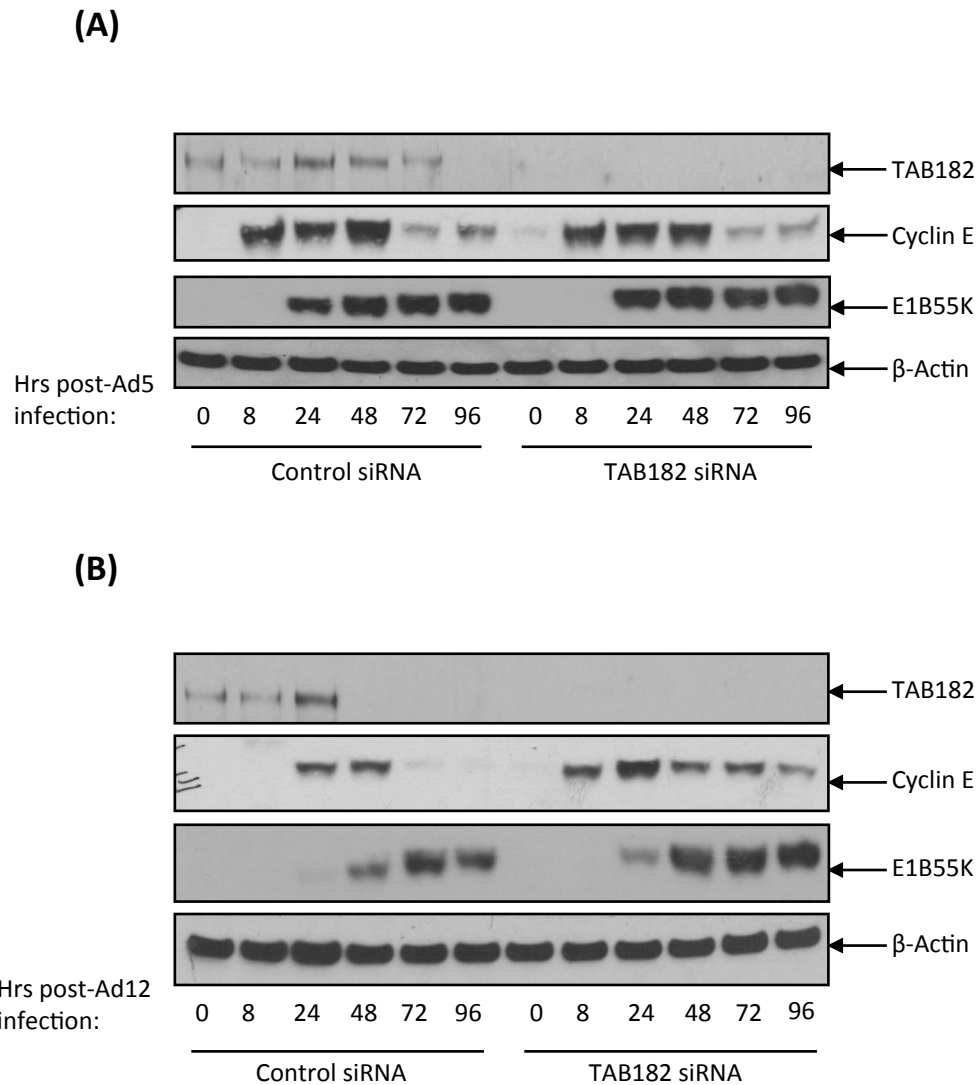 (A)
TAB182
Cyclin E
E1B55K
β-Actin
Hrs post-Ad5
infection:
0 8 24 48 72 96 0 8 24 48 72 96
Control siRNA TAB182 siRNA
(B)
TAB182
Cyclin E
E1B55K
β-Actin
Hrs post-Ad12
infection:
0 8 24 48 72 96 0 8 24 48 72 96
Control siRNA TAB182 siRNA